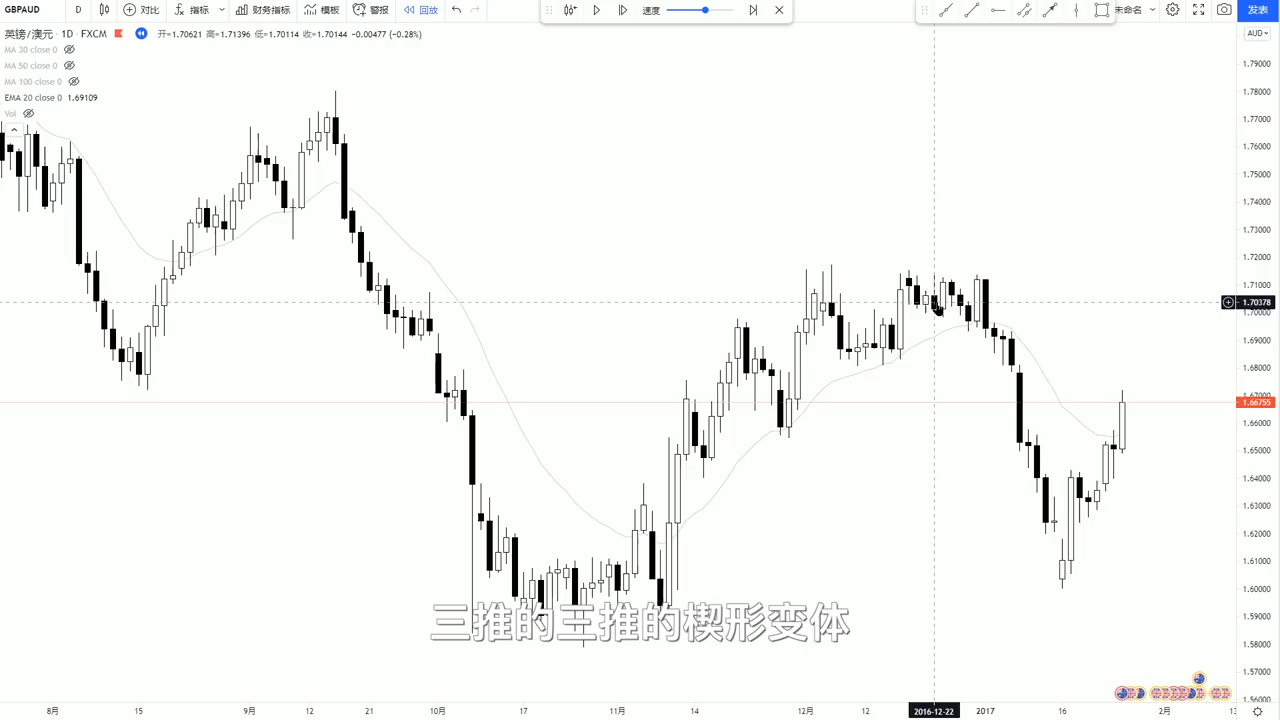 GBPAUD D 对比 指标 财务指标 模板 警报 回放 速度 未命名 发表
英镑/澳元 · 1D · FXCM 开=1.70621 高=1.71396 低=1.70114 收=1.70144 -0.00477 (-0.28%) AUD
MA 30 close 0
MA 50 close 0
MA 100 close 0
EMA 20 close 0 1.69109
Vol
1.79000
1.78000
1.77000
1.76000
1.75000
1.74000
1.73000
1.72000
1.71000
1.70378
1.70000
1.69000
1.68000
1.67000
1.66755
1.66000
1.65000
1.64000
1.63000
1.62000
1.61000
1.60000
1.59000
1.58000
1.57000
1.56000
三推的三推的楔形变体
8月 15 9月 12 21 10月 17 11月 14 12月 12 2016-12-22 2017 16 2月 13